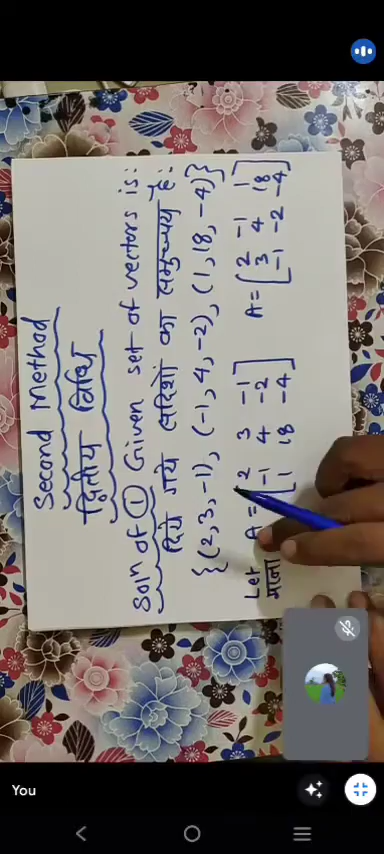 Second Method
द्वितीय विधि
Soln of ① Given set of vectors is:
दिये गये सदिशो का समुच्चय है:
{(2,3,-1), (-1,4,-2), (1,18,-4)}
Let
माना
A = [2 3 -1
-1 4 -2
1 18 -4]
A = [2 -1 1
3 4 18
-1 -2 -4]
You